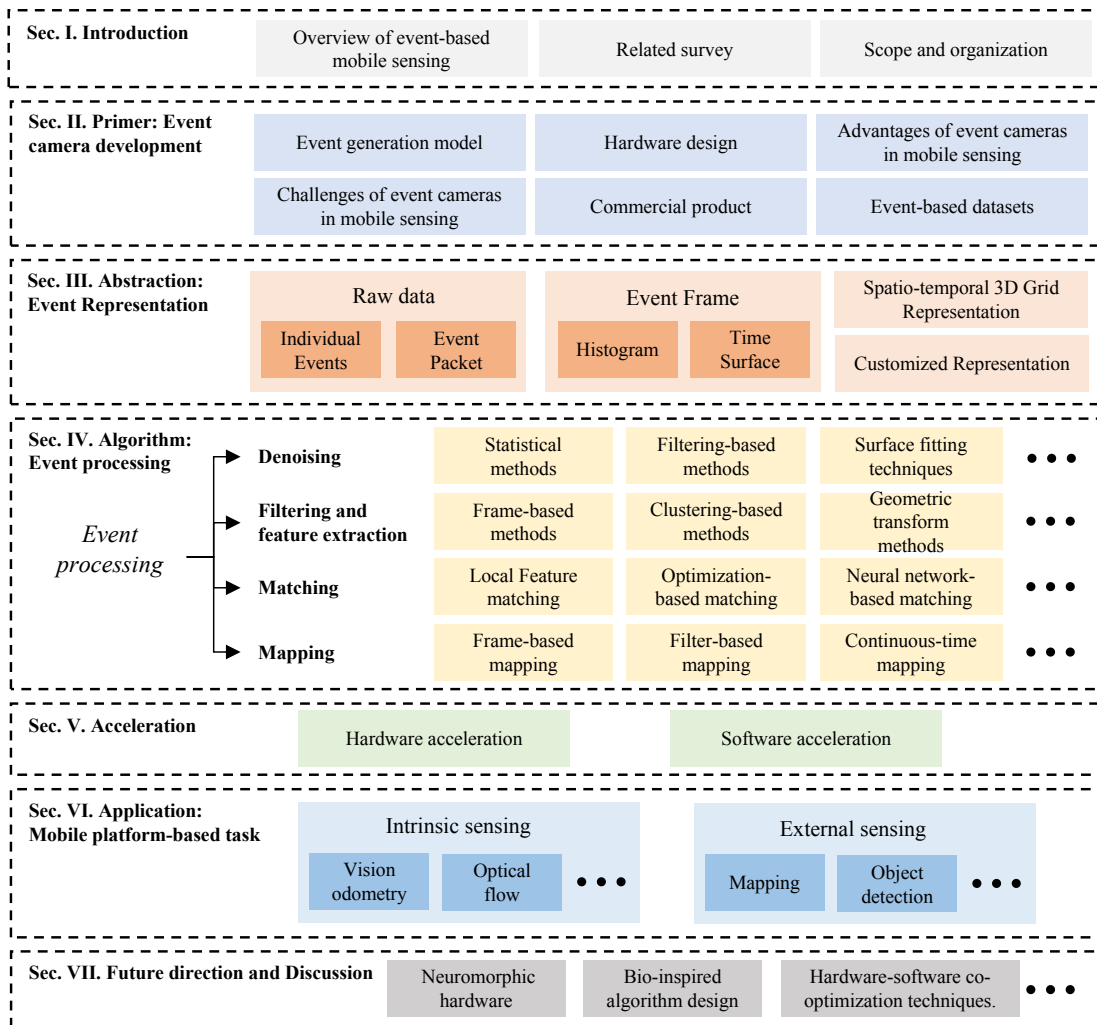 Sec. I. Introduction
Overview of event-based
mobile sensing
Related survey
Scope and organization
Sec. II. Primer: Event
camera development
Event generation model
Hardware design
Advantages of event cameras
in mobile sensing
Challenges of event cameras
in mobile sensing
Commercial product
Event-based datasets
Sec. III. Abstraction:
Event Representation
Raw data
Individual
Events
Event
Packet
Event Frame
Histogram
Time
Surface
Spatio-temporal 3D Grid
Representation
Customized Representation
Sec. IV. Algorithm:
Event processing
Event
processing
Denoising
Statistical
methods
Filtering-based
methods
Surface fitting
techniques
Filtering and
feature extraction
Frame-based
methods
Clustering-based
methods
Geometric
transform
methods
Matching
Local Feature
matching
Optimization-
based matching
Neural network-
based matching
Mapping
Frame-based
mapping
Filter-based
mapping
Continuous-time
mapping
Sec. V. Acceleration
Hardware acceleration
Software acceleration
Sec. VI. Application:
Mobile platform-based task
Intrinsic sensing
Vision
odometry
Optical
flow
External sensing
Mapping
Object
detection
Sec. VII. Future direction and Discussion
Neuromorphic
hardware
Bio-inspired
algorithm design
Hardware-software co-
optimization techniques.